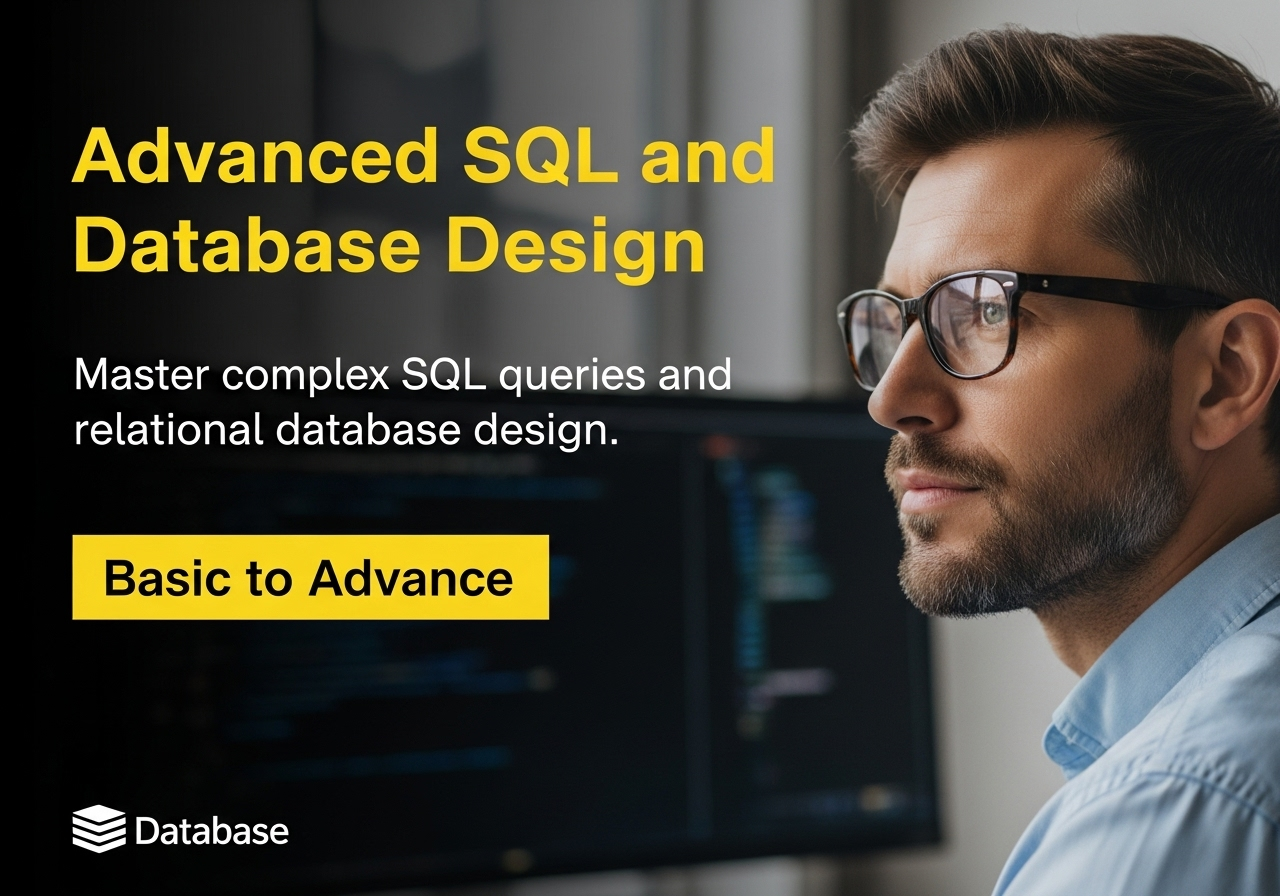 Advanced SQL and
Database Design
Master complex SQL queries and
relational database design.
Basic to Advance
Database